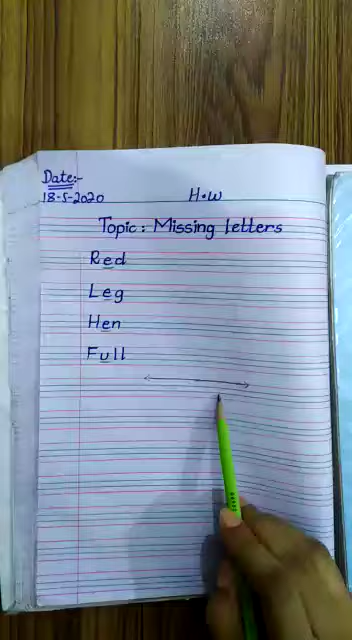 Date:-
18-5-2020 H.W
Topic: Missing letters
Red
Leg
Hen
Full